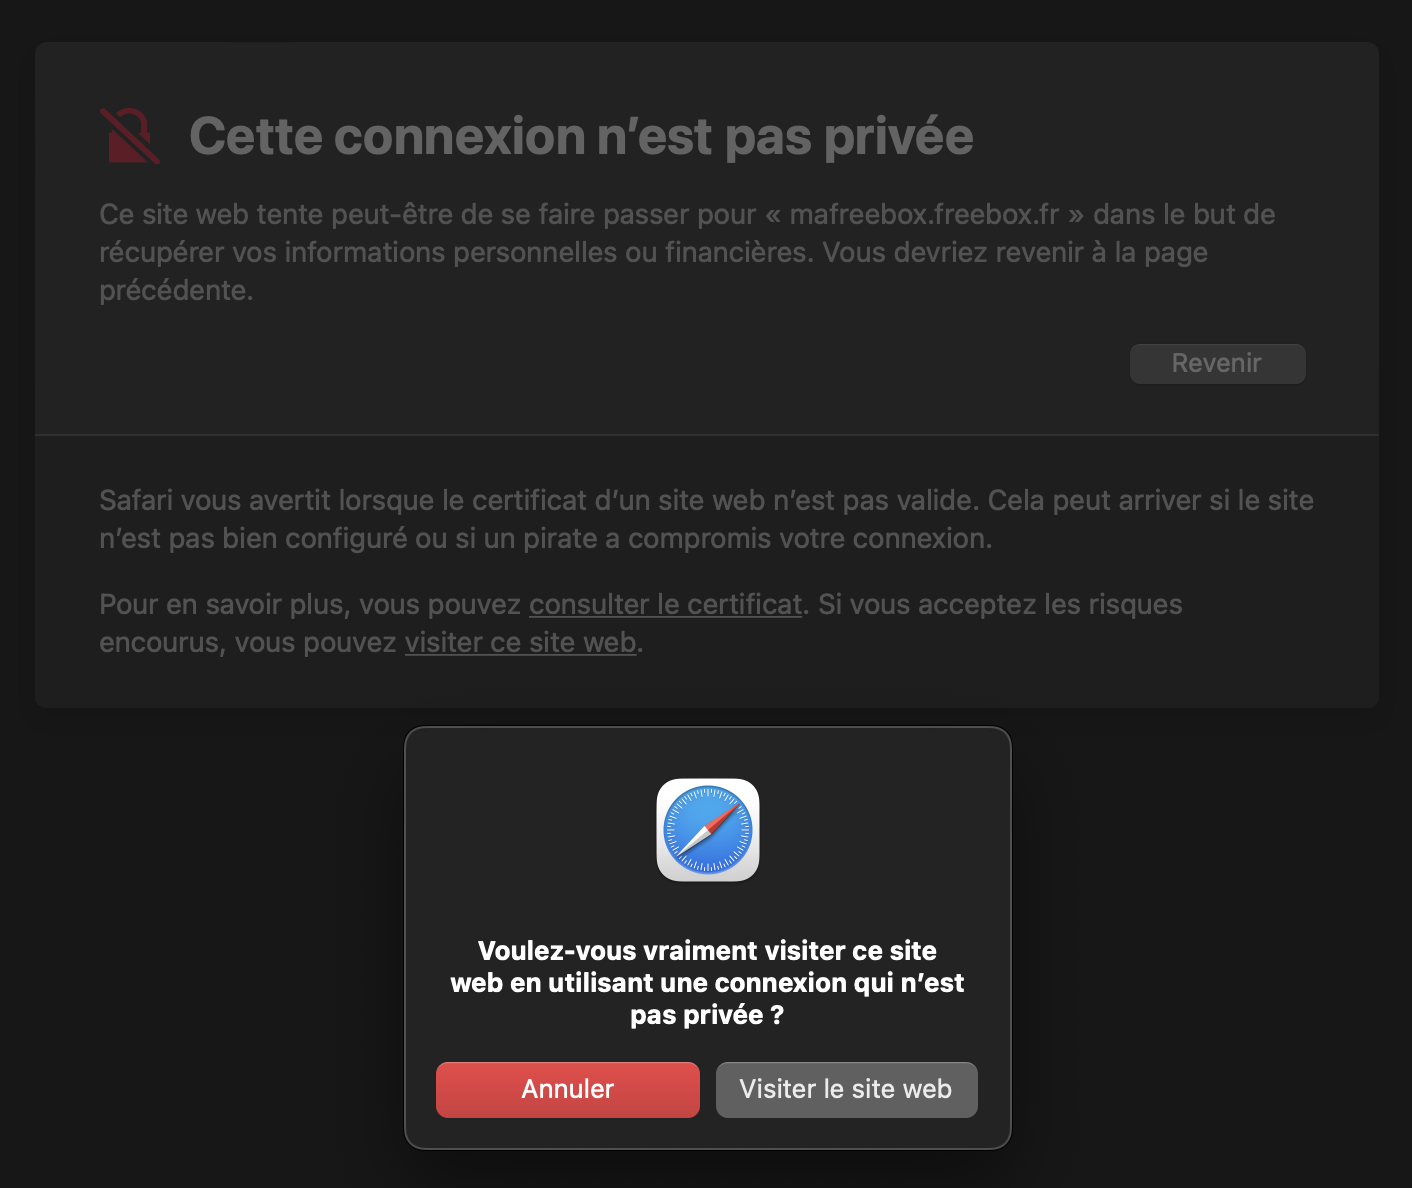 Cette connexion n’est pas privée
Ce site web tente peut-être de se faire passer pour « mafreebox.freebox.fr » dans le but de
récupérer vos informations personnelles ou financières. Vous devriez revenir à la page
précédente.
Revenir
Safari vous avertit lorsque le certificat d’un site web n’est pas valide. Cela peut arriver si le site
n’est pas bien configuré ou si un pirate a compromis votre connexion.
Pour en savoir plus, vous pouvez consulter le certificat. Si vous acceptez les risques
encourus, vous pouvez visiter ce site web.
Voulez-vous vraiment visiter ce site
web en utilisant une connexion qui n’est
pas privée ?
Annuler
Visiter le site web